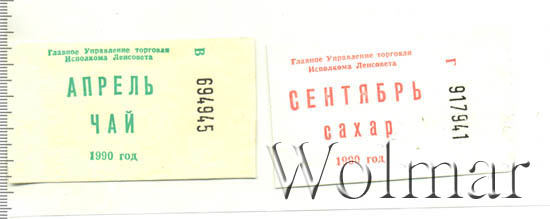 Главное Управление торговли
Исполкома Ленсовета
АПРЕЛЬ
ЧАЙ
1990 год
В
694945
Главное Управление торговли
Исполкома Ленсовета
СЕНТЯБРЬ
сахар
1990 год
Г
917941
Wolmar